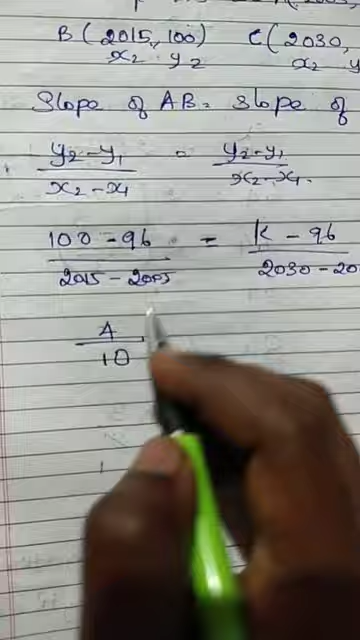 B(2015, 100) C(2030,
x2 y2 x2 y
Slope of AB = slope of
y2-y1 / x2-x1 = y2-y1 / x2-x1
100-96 / 2015-2005 = k-96 / 2030-20
4 / 10